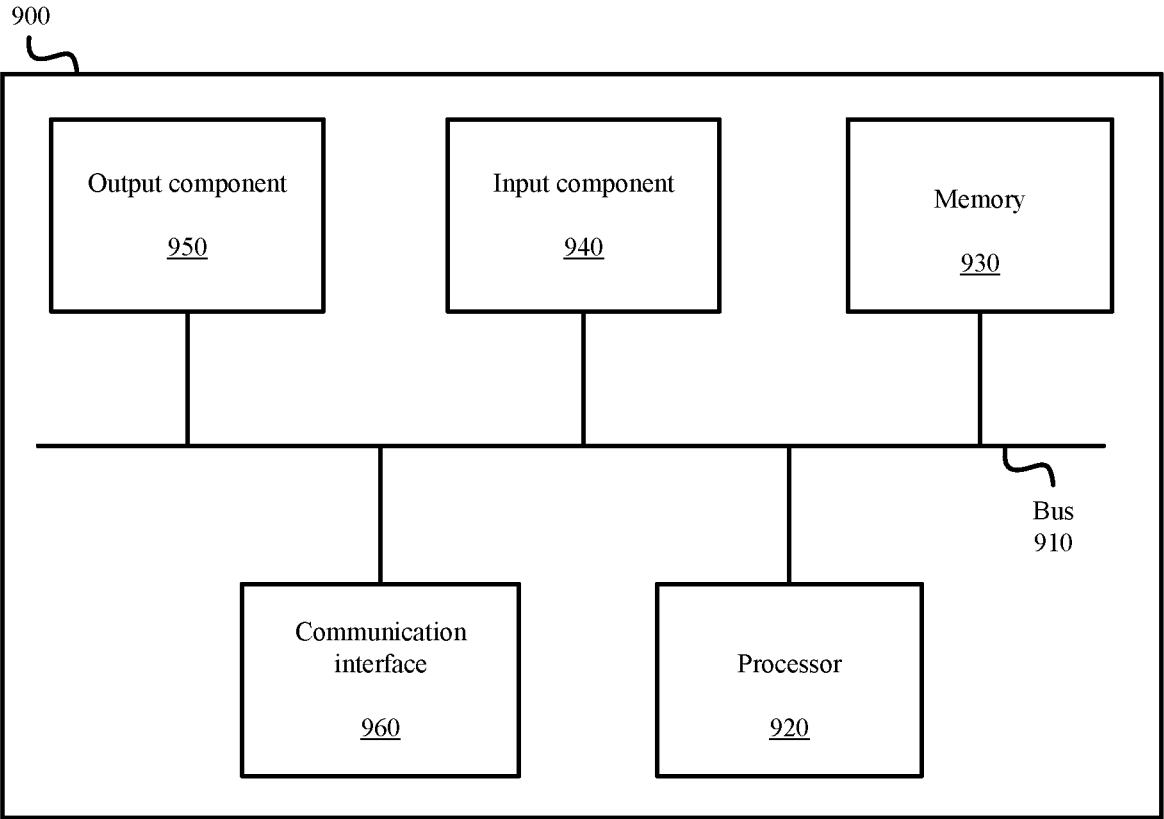 900
Output component
950
Input component
940
Memory
930
Bus
910
Communication
interface
960
Processor
920